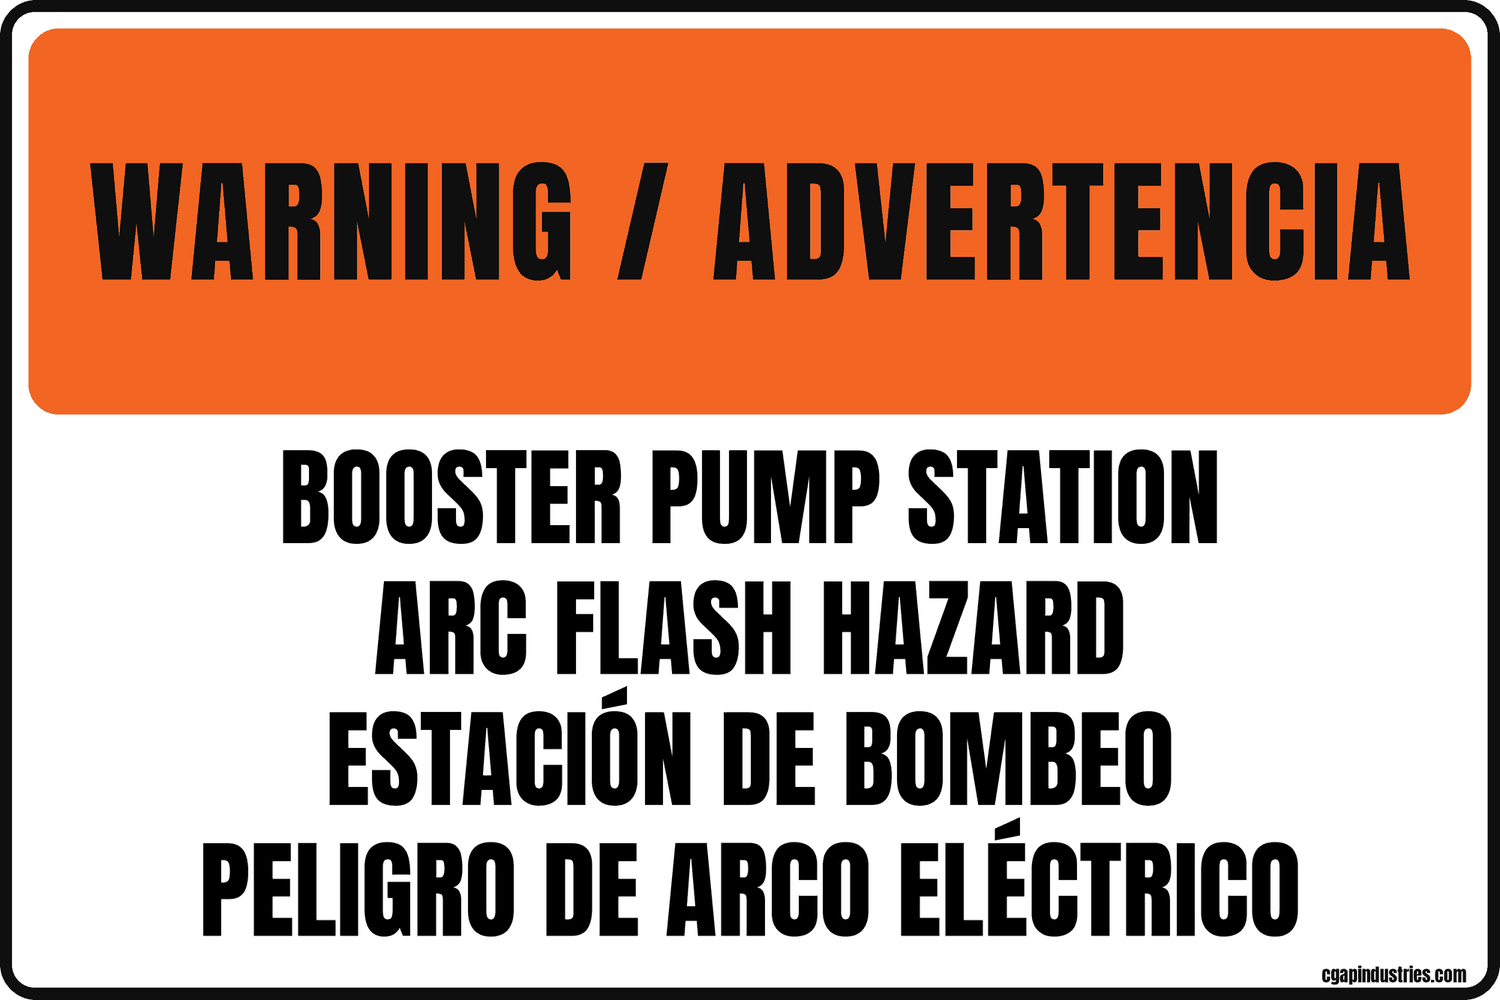 WARNING / ADVERTENCIA
BOOSTER PUMP STATION
ARC FLASH HAZARD
ESTACIÓN DE BOMBEO
PELIGRO DE ARCO ELÉCTRICO
cgapindustries.com